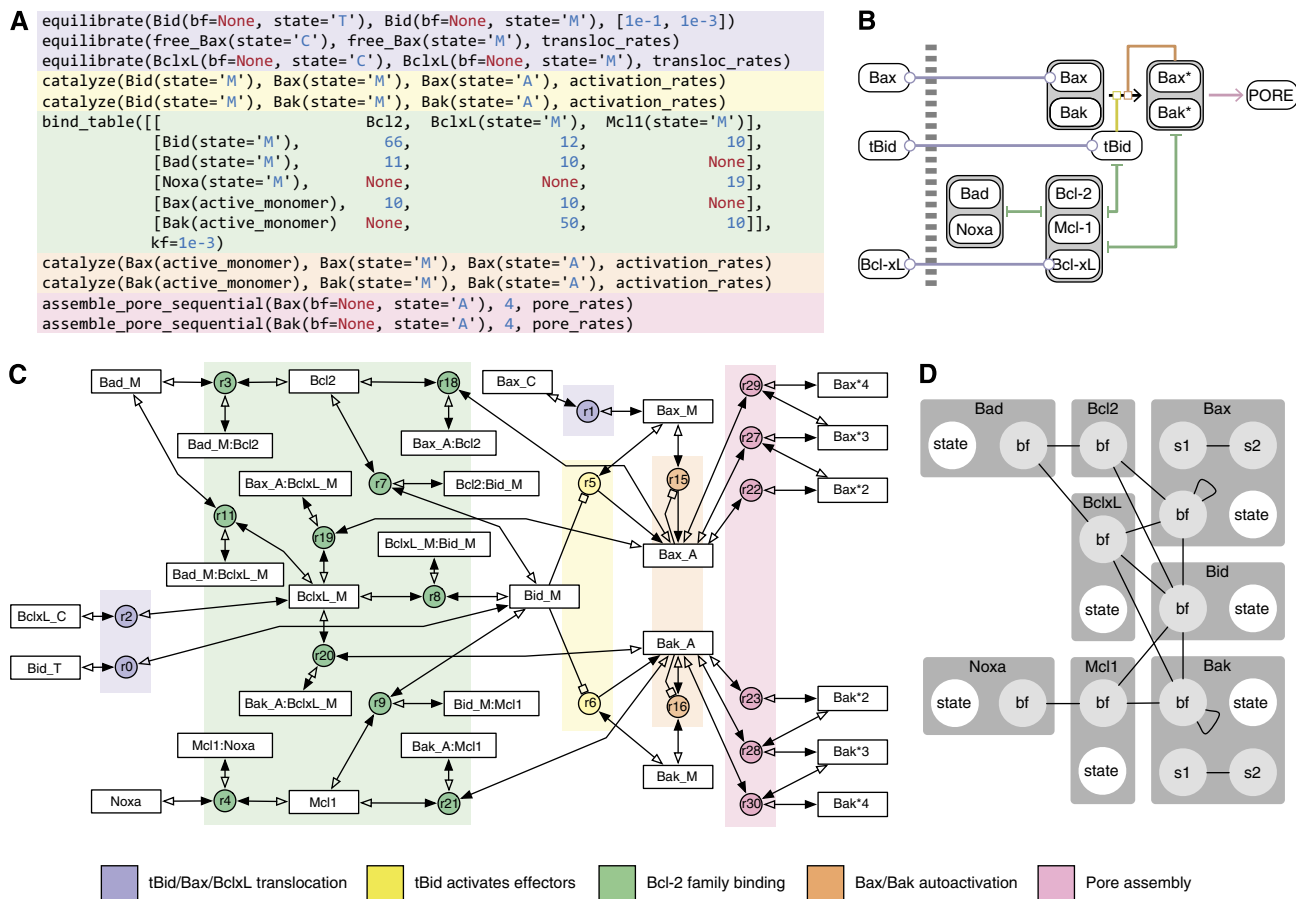 A
equilibrate(Bid(bf=None, state='T'), Bid(bf=None, state='M'), [1e-1, 1e-3])
equilibrate(free_Bax(state='C'), free_Bax(state='M'), transloc_rates)
equilibrate(BclxL(bf=None, state='C'), BclxL(bf=None, state='M'), transloc_rates)
catalyze(Bid(state='M'), Bax(state='M'), Bax(state='A'), activation_rates)
catalyze(Bid(state='M'), Bak(state='M'), Bak(state='A'), activation_rates)
bind_table([[ Bcl2, BclxL(state='M'), Mcl1(state='M')],
[Bid(state='M'), 66, 12, 10],
[Bad(state='M'), 11, 10, None],
[Noxa(state='M'), None, None, 19],
[Bax(active_monomer), 10, 10, None],
[Bak(active_monomer) None, 50, 10]],
kf=1e-3)
catalyze(Bax(active_monomer), Bax(state='M'), Bax(state='A'), activation_rates)
catalyze(Bak(active_monomer), Bak(state='M'), Bak(state='A'), activation_rates)
assemble_pore_sequential(Bax(bf=None, state='A'), 4, pore_rates)
assemble_pore_sequential(Bak(bf=None, state='A'), 4, pore_rates)
B
Bax
Bax
Bax*
Bak
Bak*
PORE
tBid
tBid
Bad
Noxa
Bcl-2
Mcl-1
Bcl-xL
Bcl-xL
C
Bad_M
r3
Bcl2
r18
Bax_C
r1
Bax_M
r29
Bax*4
Bad_M:Bcl2
Bax_A:Bcl2
r27
Bax*3
Bax_A:BclxL_M
r7
Bcl2:Bid_M
r5
r15
r22
Bax*2
r11
r19
BclxL_M:Bid_M
Bax_A
Bad_M:BclxL_M
BclxL_C
r2
BclxL_M
r8
Bid_M
Bid_T
r0
r20
Bak_A
Bak_A:BclxL_M
r9
Bid_M:Mcl1
r6
r16
r23
Bak*2
Mcl1:Noxa
Bak_A:Mcl1
r28
Bak*3
Bak_M
Noxa
r4
Mcl1
r21
r30
Bak*4
D
Bad
Bcl2
Bax
state
bf
bf
s1
s2
BclxL
bf
bf
state
Bid
state
bf
state
Noxa
Mcl1
Bak
state
bf
bf
bf
state
state
s1
s2
tBid/Bax/BclxL translocation
tBid activates effectors
Bcl-2 family binding
Bax/Bak autoactivation
Pore assembly